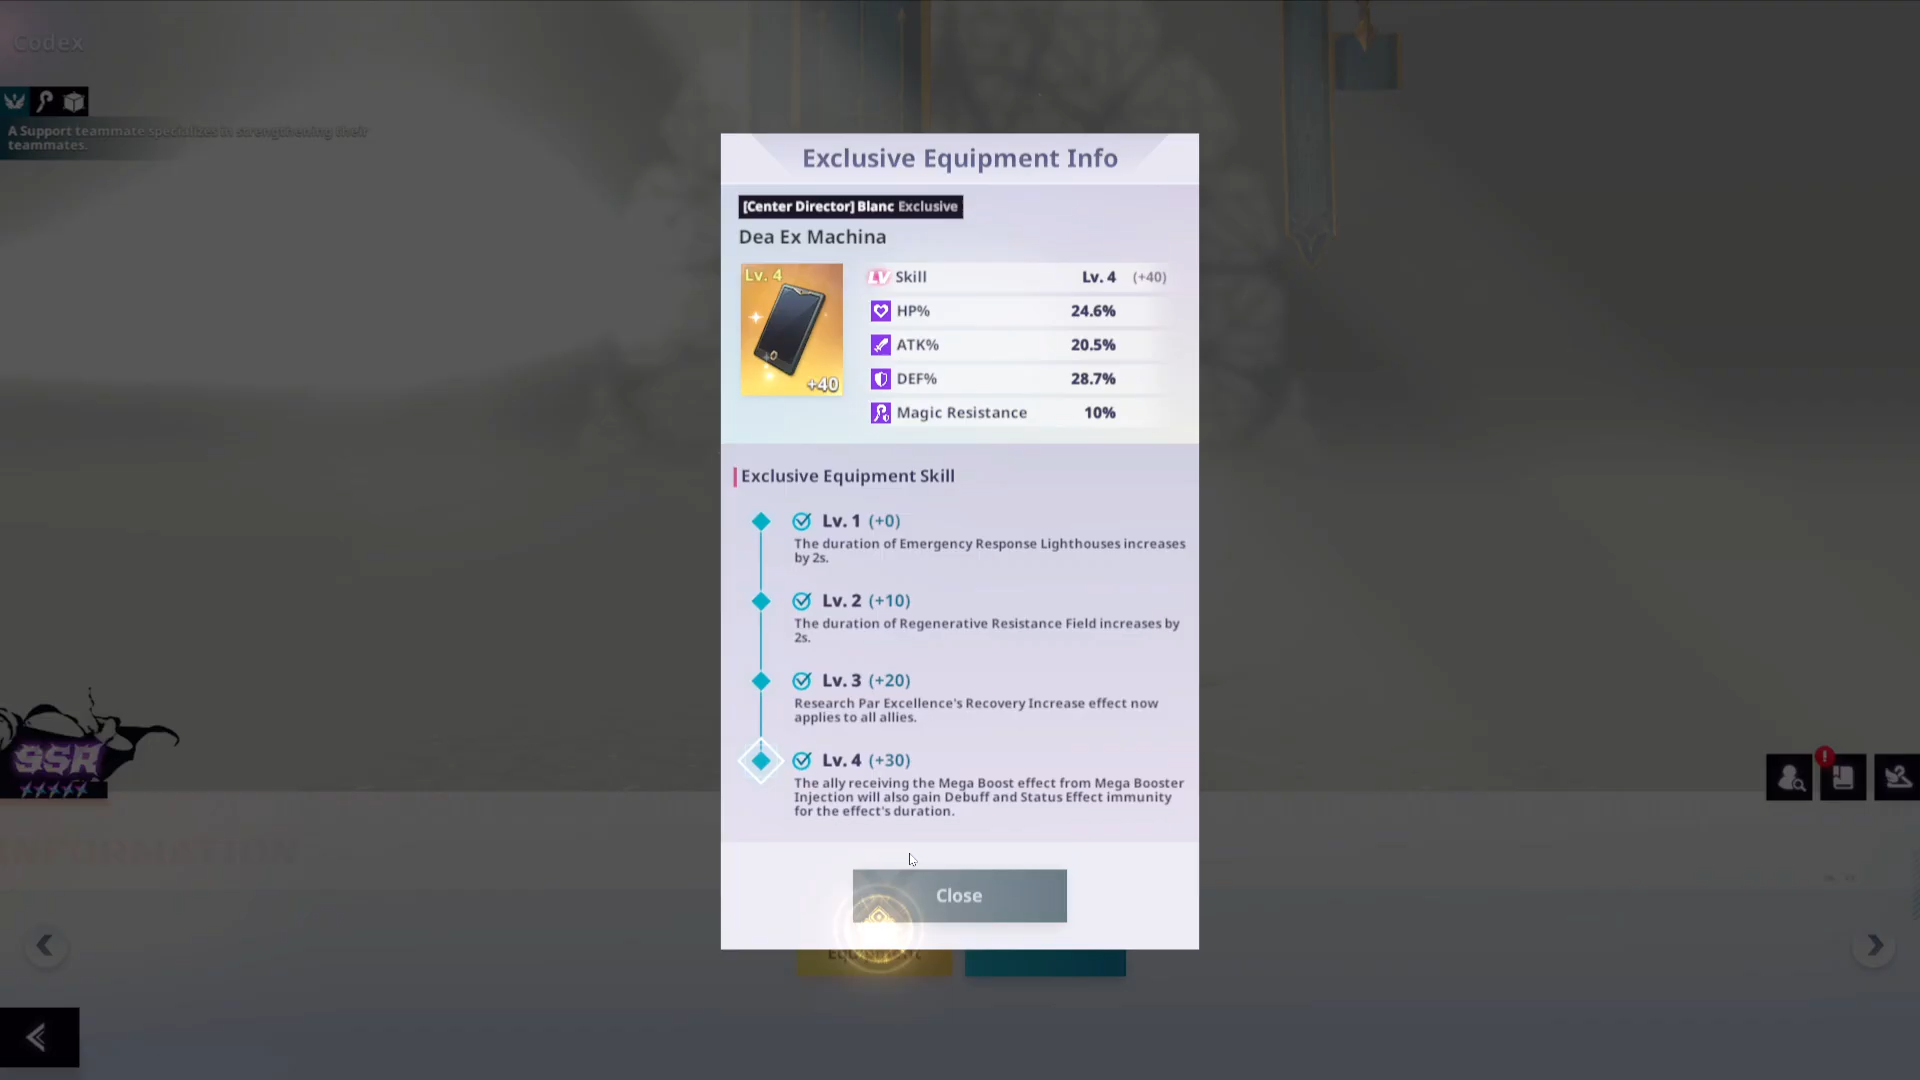 Codex
A Support teammate specializes in strengthening their
teammates.
Exclusive Equipment Info
[Center Director] Blanc Exclusive
Dea Ex Machina
Lv. 4
+40
LV Skill Lv. 4 (+40)
HP% 24.6%
ATK% 20.5%
DEF% 28.7%
Magic Resistance 10%
Exclusive Equipment Skill
Lv. 1 (+0)
The duration of Emergency Response Lighthouses increases
by 2s.
Lv. 2 (+10)
The duration of Regenerative Resistance Field increases by
2s.
Lv. 3 (+20)
Research Par Excellence's Recovery Increase effect now
applies to all allies.
Lv. 4 (+30)
The ally receiving the Mega Boost effect from Mega Booster
Injection will also gain Debuff and Status Effect immunity
for the effect's duration.
Close
Equipment
SSR
INFORMATION